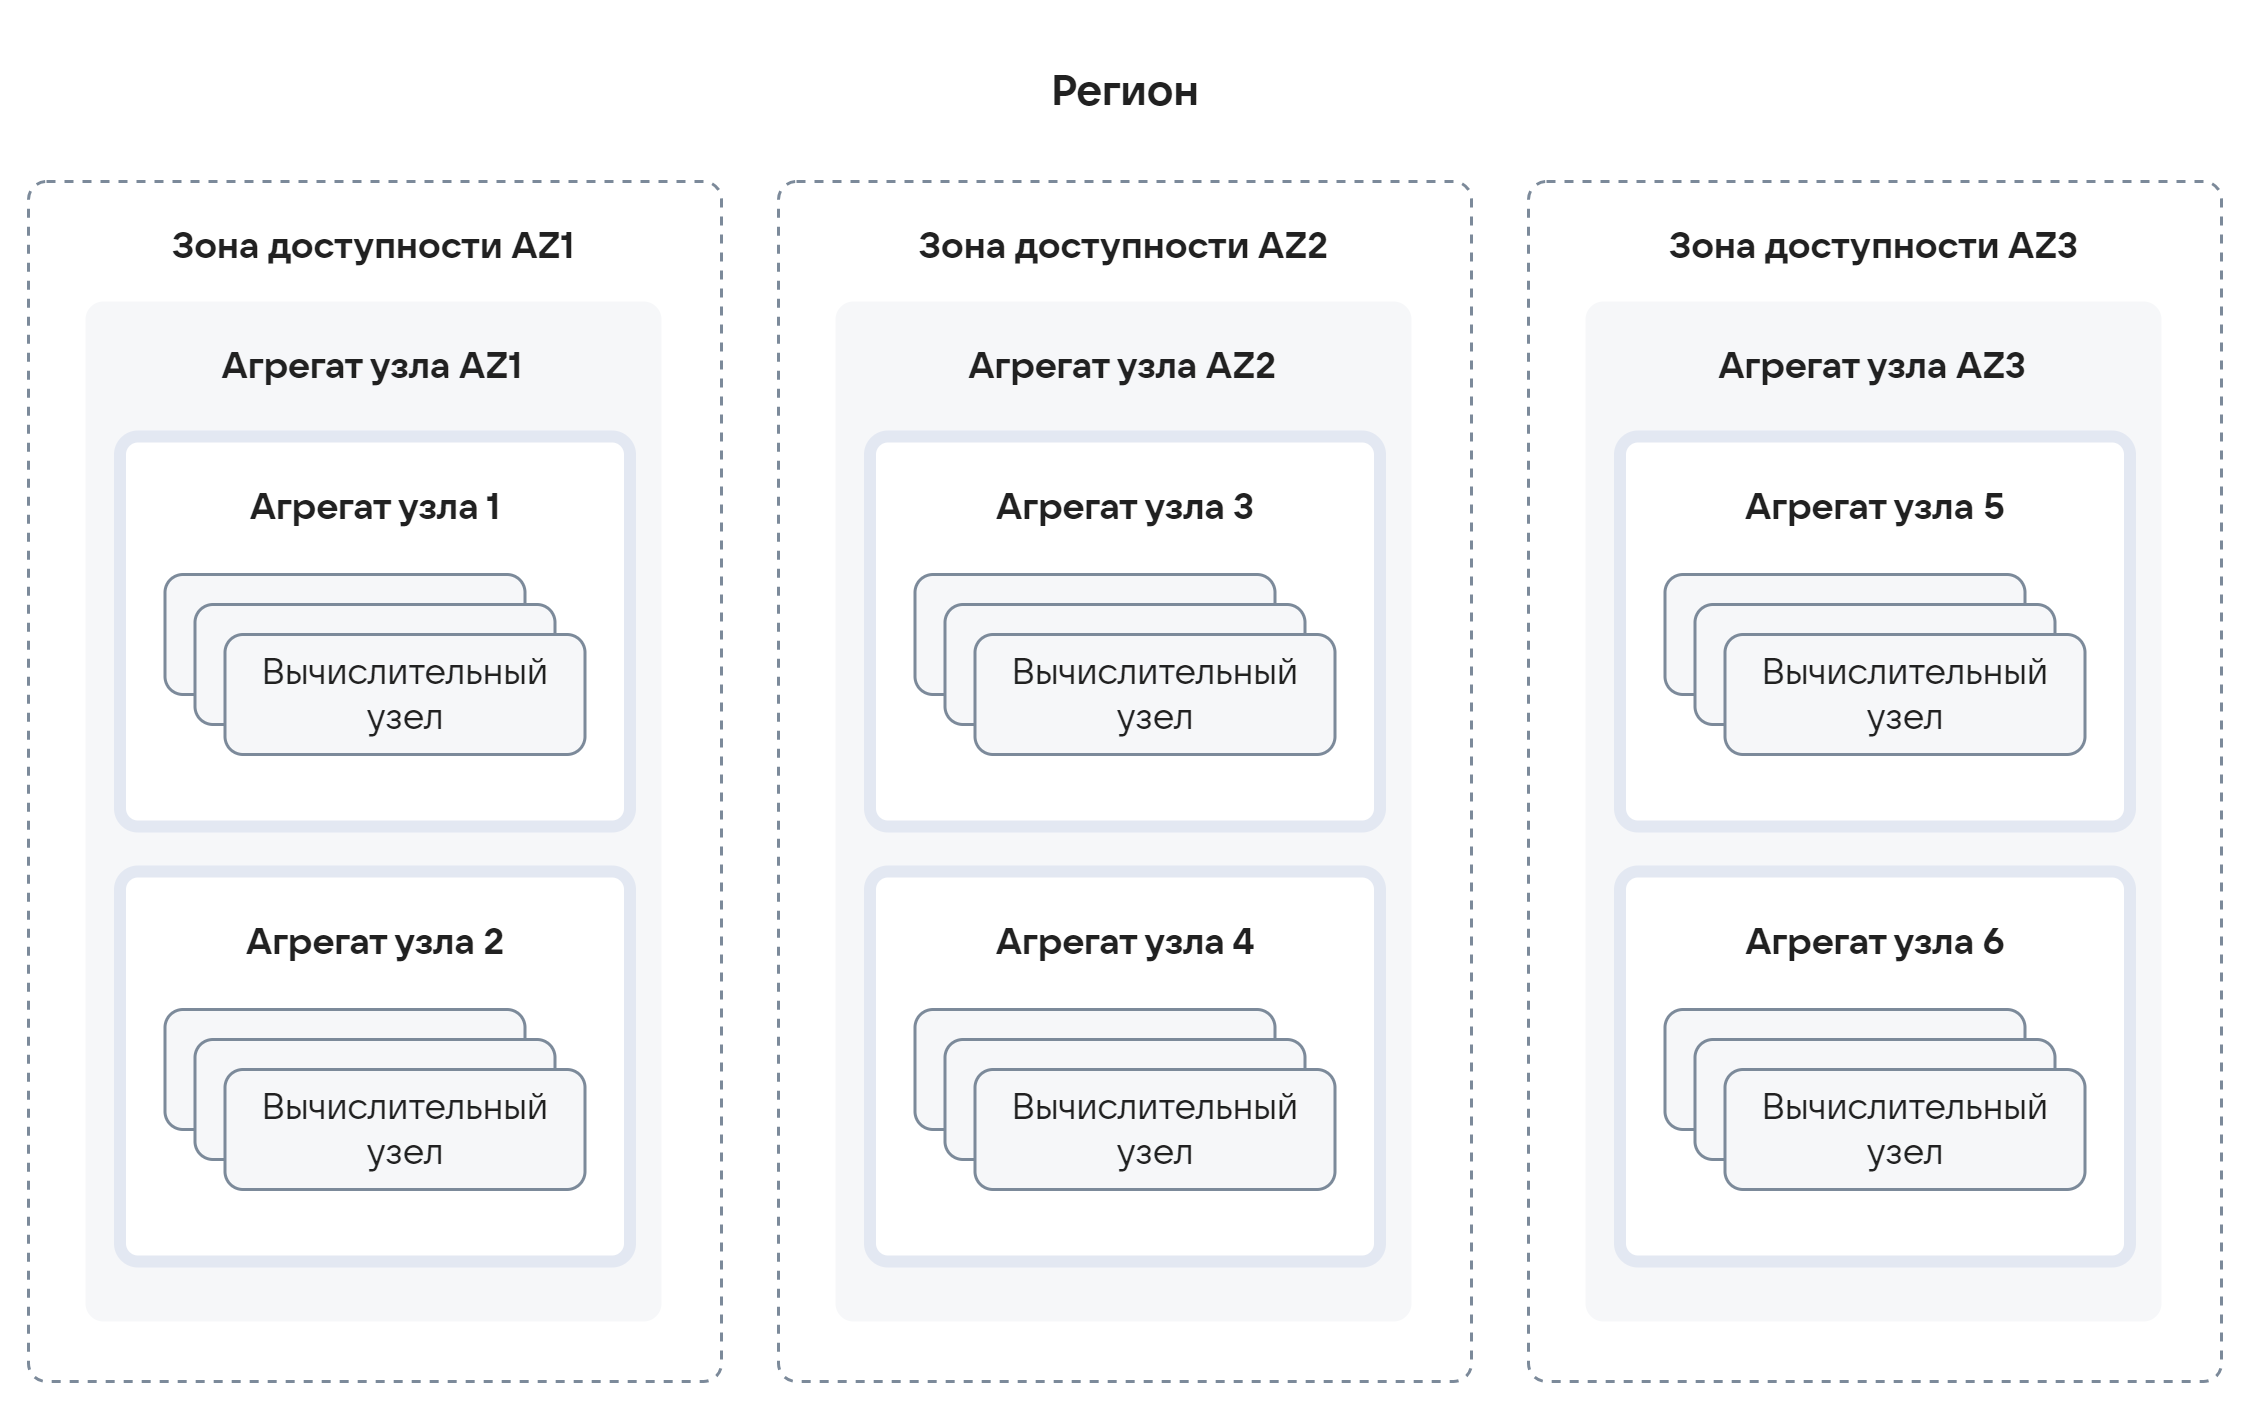 Регион
Зона доступности AZ1
Агрегат узла AZ1
Агрегат узла 1
Вычислительный
узел
Агрегат узла 2
Вычислительный
узел
Зона доступности AZ2
Агрегат узла AZ2
Агрегат узла 3
Вычислительный
узел
Агрегат узла 4
Вычислительный
узел
Зона доступности AZ3
Агрегат узла AZ3
Агрегат узла 5
Вычислительный
узел
Агрегат узла 6
Вычислительный
узел